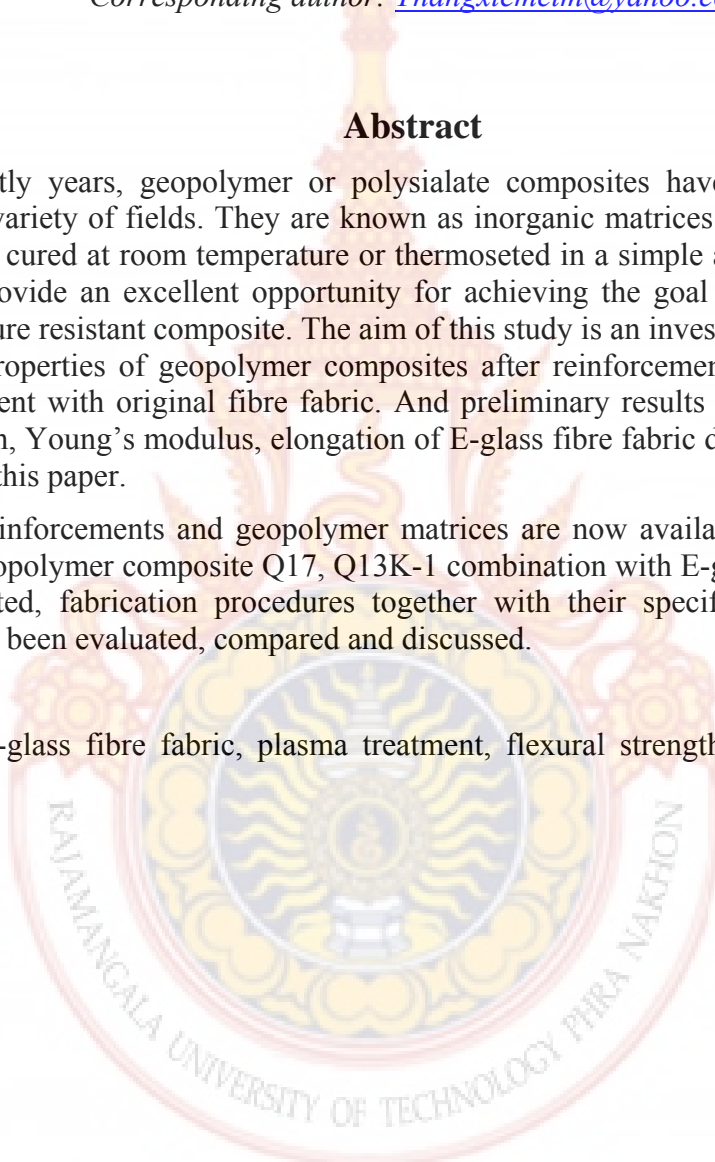 Corresponding author:
Abstract
tly years, geopolymer or polysialate composites have
variety of fields. They are known as inorganic matrices
cured at room temperature or thermoseted in a simple a
ovide an excellent opportunity for achieving the goal
ure resistant composite. The aim of this study is an inves
roperties of geopolymer composites after reinforcement
ent with original fibre fabric. And preliminary results
n, Young's modulus, elongation of E-glass fibre fabric d
this paper.
inforcements and geopolymer matrices are now availa
opolymer composite Q17, Q13K-1 combination with E-g
ted, fabrication procedures together with their specif
been evaluated, compared and discussed.
-glass fibre fabric, plasma treatment, flexural strength
RAJAMANGALA UNIVERSITY OF TECHNOLOGY PHRA NAKHON